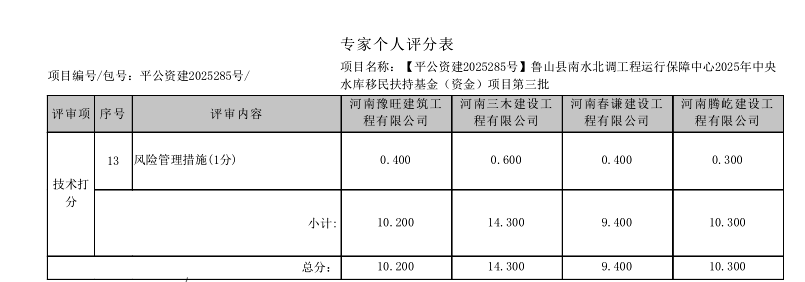 专家个人评分表
项目编号/包号：平公资建2025285号/
项目名称：【平公资建2025285号】鲁山县南水北调工程运行保障中心2025年中央
水库移民扶持基金（资金）项目第三批
评审项 序号 评审内容 河南豫旺建筑工程有限公司 河南三木建设工程有限公司 河南春谦建设工程有限公司 河南腾屹建设工程有限公司
技术打分 13 风险管理措施(1分) 0.400 0.600 0.400 0.300
小计: 10.200 14.300 9.400 10.300
总分： 10.200 14.300 9.400 10.300